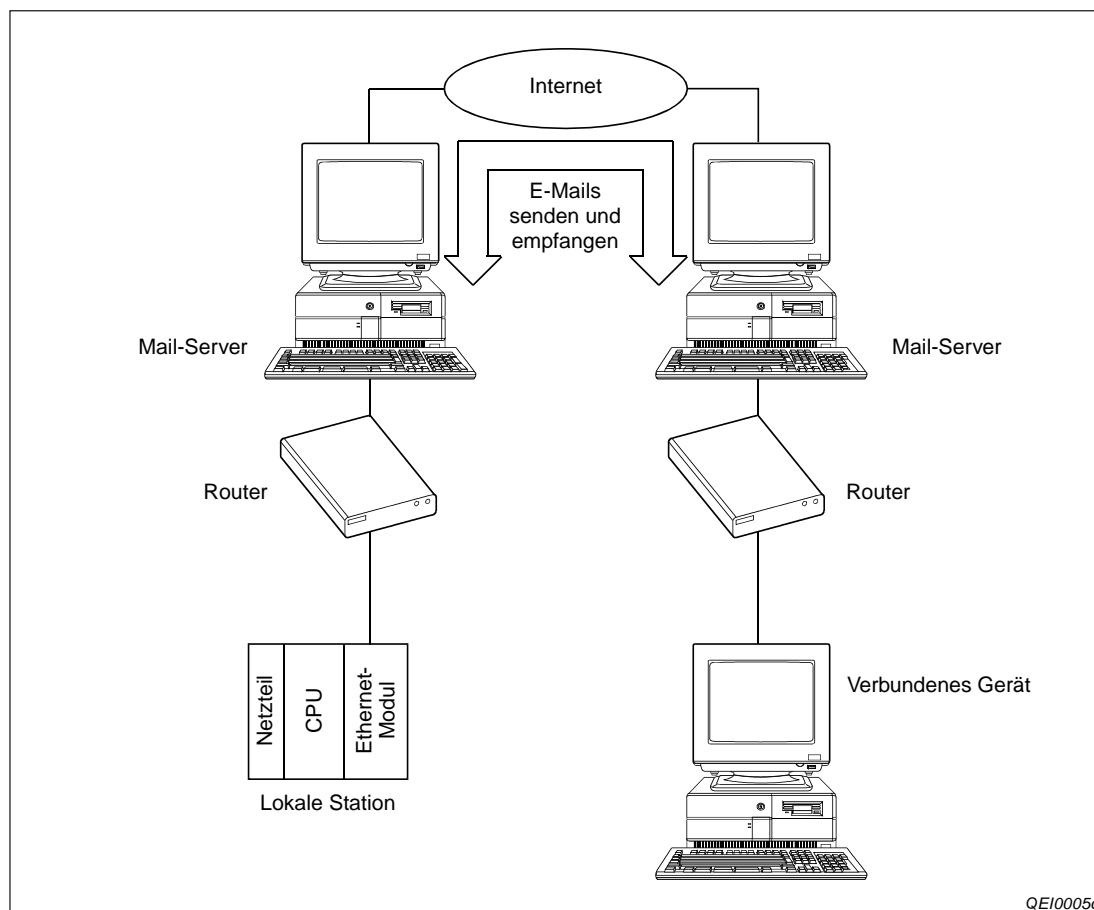 Internet
E-Mails
senden und
empfangen
Mail-Server
Mail-Server
Router
Router
Netzteil
CPU
Ethernet-
Modul
Verbundenes Gerät
Lokale Station
QEI0005c